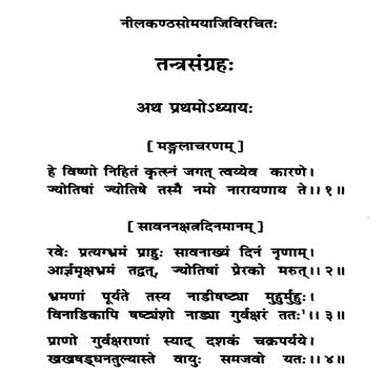 नीलकण्ठसोमयाजिविरचितः
तन्त्रसंग्रहः
अथ प्रथमोऽध्यायः
[ मङ्गलाचरणम् ]
हे विष्णो निहितं कृत्स्नं जगत् त्वय्येव कारणे।
ज्योतिषां ज्योतिषे तस्मै नमो नारायणाय ते।। १॥
[ सावननक्षत्रदिनमानम् ]
रवेः प्रत्यग्भ्रमं प्राहुः सावनाख्यं दिनं नृणाम्।
आर्क्षमृक्षभ्रमं तद्वत्, ज्योतिषां प्रेरको मरुत्।। २॥
भ्रमणां पूर्यते तस्य नाडीषष्ट्या मुहुर्मुहुः।
विनाडिकापि षष्ट्यंशो नाड्या गुर्वक्षरं ततः¹।। ३॥
प्राणो गुर्वक्षराणां स्याद् दशकं चक्रपर्यये।
खखषड्घनतुल्यास्ते वायुः समजवो यतः।। ४॥